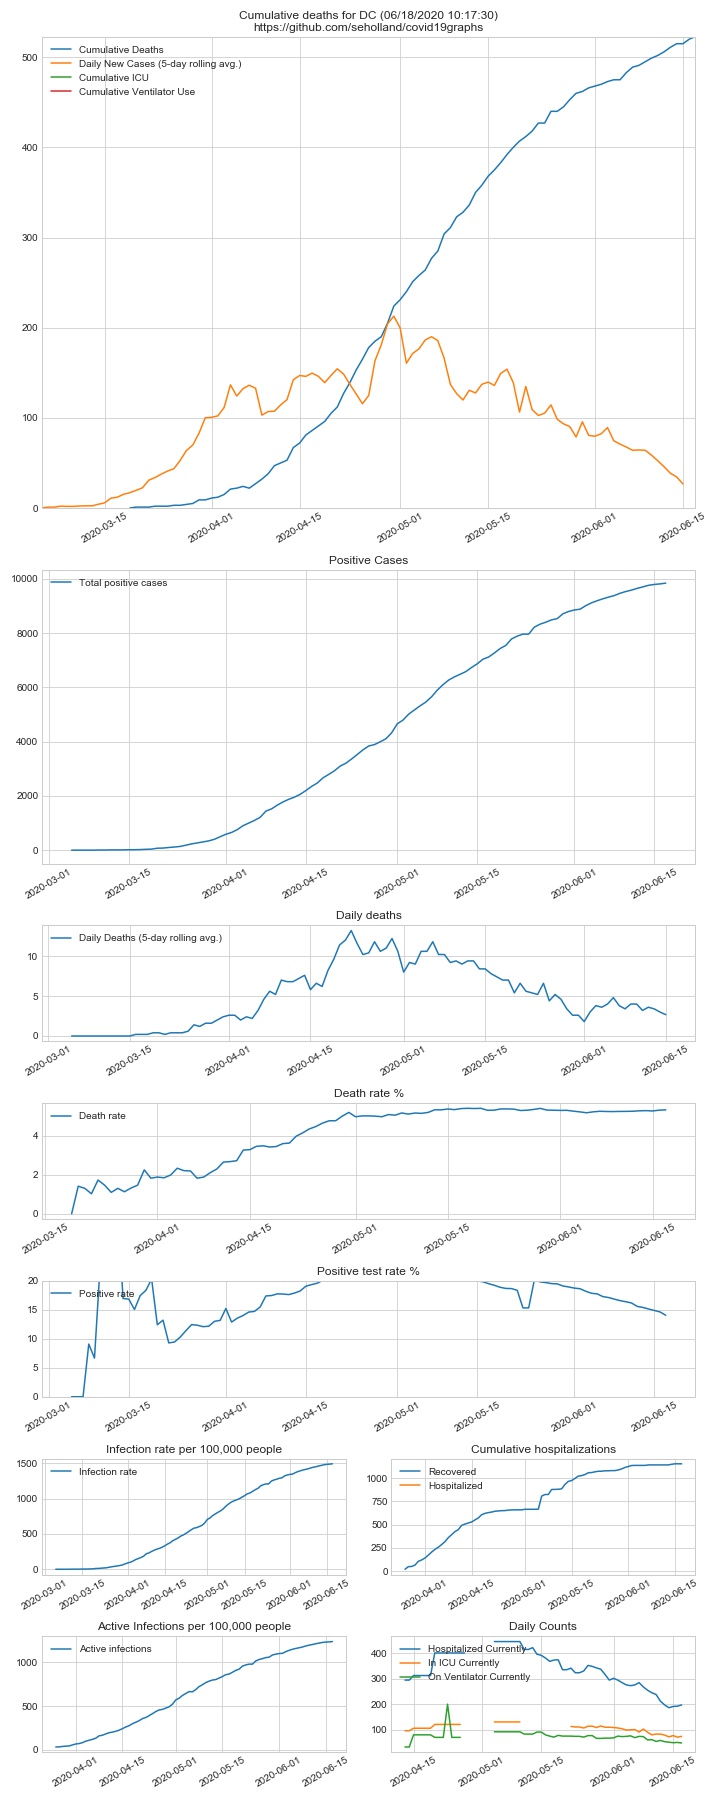 Cumulative deaths for DC (06/18/2020 10:17:30)
https://github.com/seholland/covid19graphs
Cumulative Deaths
Daily New Cases (5-day rolling avg.)
Cumulative ICU
Cumulative Ventilator Use
500
400
300
200
100
0
2020-03-15 2020-04-01 2020-04-15 2020-05-01 2020-05-15 2020-06-01 2020-06-15
Positive Cases
Total positive cases
10000
8000
6000
4000
2000
0
2020-03-01 2020-03-15 2020-04-01 2020-04-15 2020-05-01 2020-05-15 2020-06-01 2020-06-15
Daily deaths
Daily Deaths (5-day rolling avg.)
10
5
0
2020-03-01 2020-03-15 2020-04-01 2020-04-15 2020-05-01 2020-05-15 2020-06-01 2020-06-15
Death rate %
Death rate
4
2
0
2020-03-15 2020-04-01 2020-04-15 2020-05-01 2020-05-15 2020-06-01 2020-06-15
Positive test rate %
Positive rate
20
15
10
5
0
2020-03-01 2020-03-15 2020-04-01 2020-04-15 2020-05-01 2020-05-15 2020-06-01 2020-06-15
Infection rate per 100,000 people
Infection rate
1500
1000
500
0
2020-03-01 2020-03-15 2020-04-01 2020-04-15 2020-05-01 2020-05-15 2020-06-01 2020-06-15
Cumulative hospitalizations
Recovered
Hospitalized
1000
750
500
250
0
2020-04-01 2020-04-15 2020-05-01 2020-05-15 2020-06-01 2020-06-15
Active Infections per 100,000 people
Active infections
1000
500
0
2020-04-01 2020-04-15 2020-05-01 2020-05-15 2020-06-01 2020-06-15
Daily Counts
Hospitalized Currently
In ICU Currently
On Ventilator Currently
400
300
200
100
2020-04-15 2020-05-01 2020-05-15 2020-06-01 2020-06-15